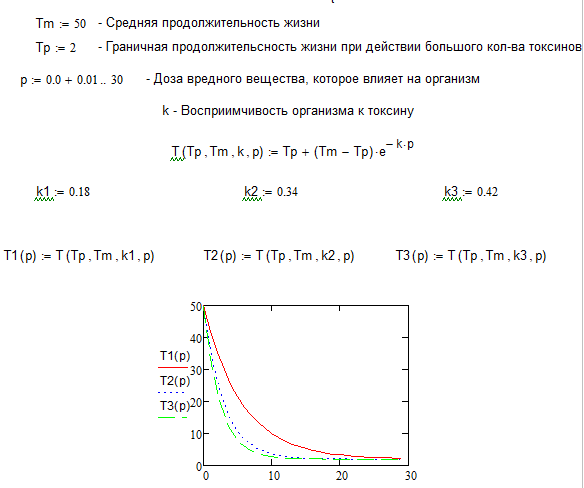 Tm := 50 - Средняя продолжительность жизни
Tp := 2 - Граничная продолжительсность жизни при действии большого кол-ва токсинов
p := 0.0 + 0.01 .. 30 - Доза вредного вещества, которое влияет на организм
k - Восприимчивость организма к токсину
T(Tp , Tm , k , p) := Tp + (Tm − Tp)·e^(− k·p)
k1 := 0.18 k2 := 0.34 k3 := 0.42
T1(p) := T(Tp , Tm , k1 , p) T2(p) := T(Tp , Tm , k2 , p) T3(p) := T(Tp , Tm , k3 , p)
50
40
T1(p)
30
T2(p)
20
T3(p)
10
0
0 10 20 30